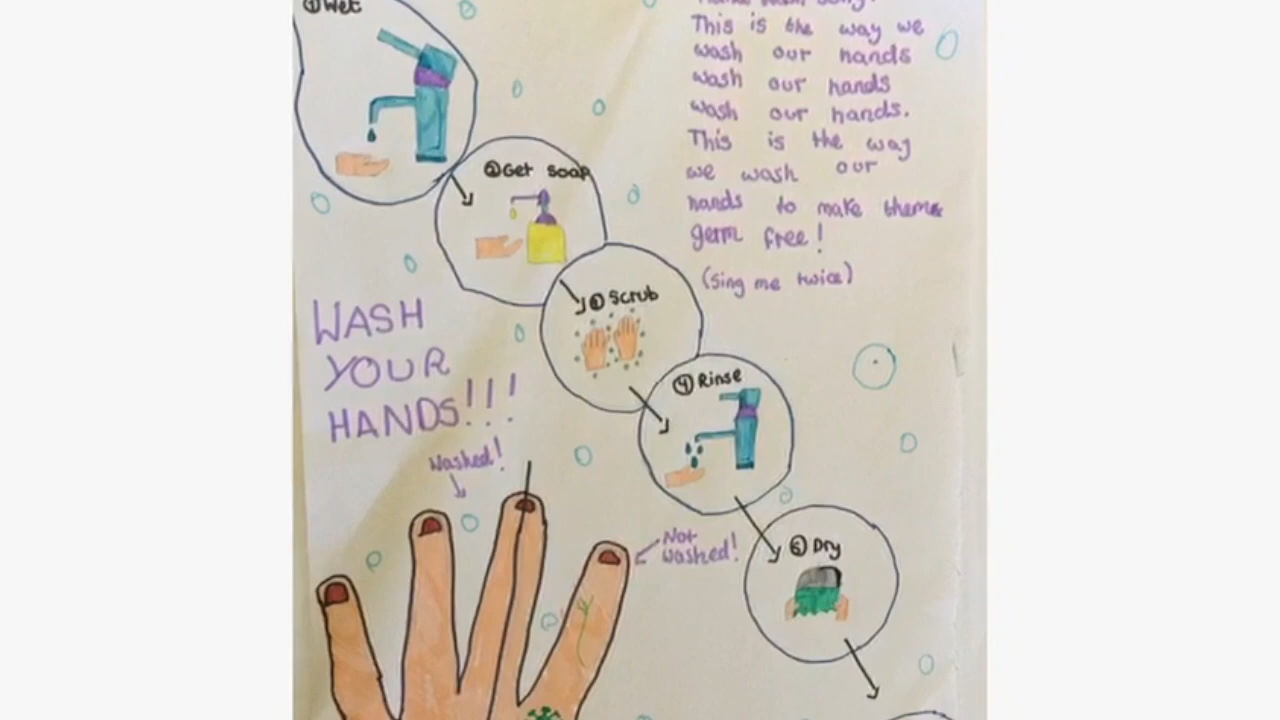 ①Wet
This is the way we
wash our hands
wash our hands
wash our hands.
This is the way
we wash our
hands to make them
germ free!
(Sing me twice)
②Get Soap
③Scrub
④Rinse
⑤Dry
WASH
YOUR
HANDS!!!
Washed!
Not
washed!